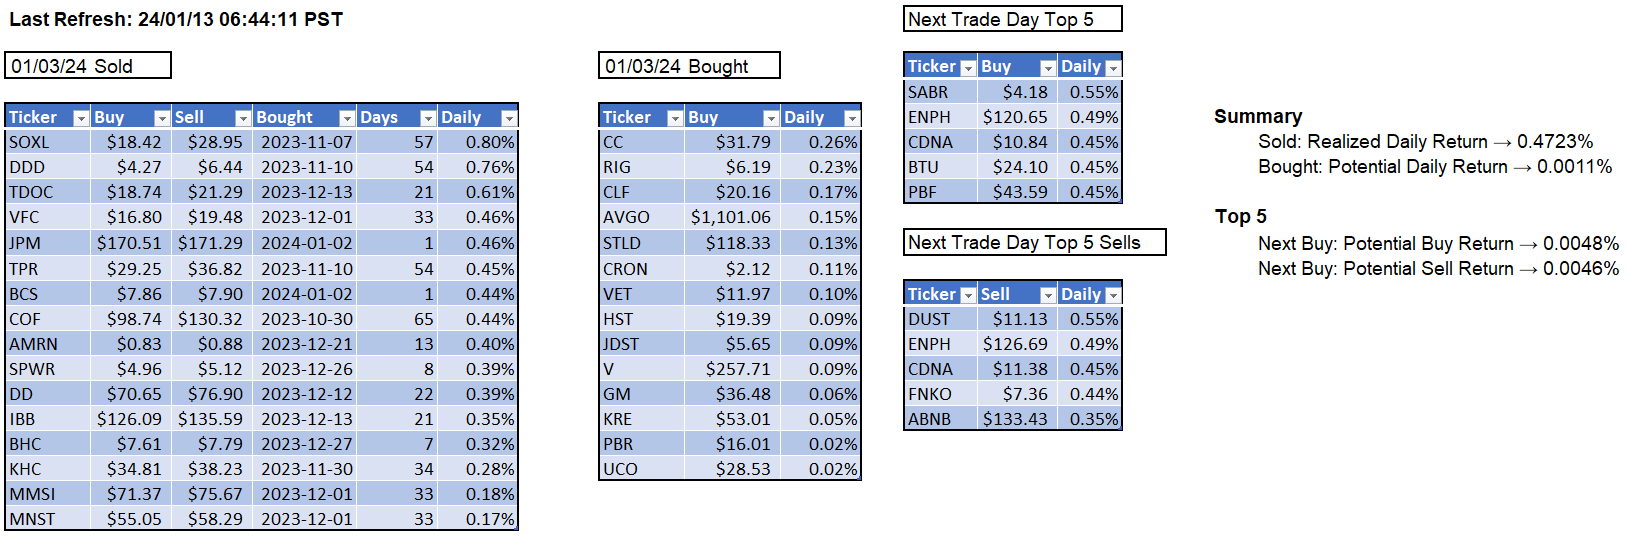 Last Refresh: 24/01/13 06:44:11 PST
01/03/24 Sold
Ticker Buy Sell Bought Days Daily
SOXL $18.42 $28.95 2023-11-07 57 0.80%
DDD $4.27 $6.44 2023-11-10 54 0.76%
TDOC $18.74 $21.29 2023-12-13 21 0.61%
VFC $16.80 $19.48 2023-12-01 33 0.46%
JPM $170.51 $171.29 2024-01-02 1 0.46%
TPR $29.25 $36.82 2023-11-10 54 0.45%
BCS $7.86 $7.90 2024-01-02 1 0.44%
COF $98.74 $130.32 2023-10-30 65 0.44%
AMRN $0.83 $0.88 2023-12-21 13 0.40%
SPWR $4.96 $5.12 2023-12-26 8 0.39%
DD $70.65 $76.90 2023-12-12 22 0.39%
IBB $126.09 $135.59 2023-12-13 21 0.35%
BHC $7.61 $7.79 2023-12-27 7 0.32%
KHC $34.81 $38.23 2023-11-30 34 0.28%
MMSI $71.37 $75.67 2023-12-01 33 0.18%
MNST $55.05 $58.29 2023-12-01 33 0.17%
01/03/24 Bought
Ticker Buy Daily
CC $31.79 0.26%
RIG $6.19 0.23%
CLF $20.16 0.17%
AVGO $1,101.06 0.15%
STLD $118.33 0.13%
CRON $2.12 0.11%
VET $11.97 0.10%
HST $19.39 0.09%
JDST $5.65 0.09%
V $257.71 0.09%
GM $36.48 0.06%
KRE $53.01 0.05%
PBR $16.01 0.02%
UCO $28.53 0.02%
Next Trade Day Top 5
Ticker Buy Daily
SABR $4.18 0.55%
ENPH $120.65 0.49%
CDNA $10.84 0.45%
BTU $24.10 0.45%
PBF $43.59 0.45%
Next Trade Day Top 5 Sells
Ticker Sell Daily
DUST $11.13 0.55%
ENPH $126.69 0.49%
CDNA $11.38 0.45%
FNKO $7.36 0.44%
ABNB $133.43 0.35%
Summary
Sold: Realized Daily Return → 0.4723%
Bought: Potential Daily Return → 0.0011%
Top 5
Next Buy: Potential Buy Return → 0.0048%
Next Buy: Potential Sell Return → 0.0046%